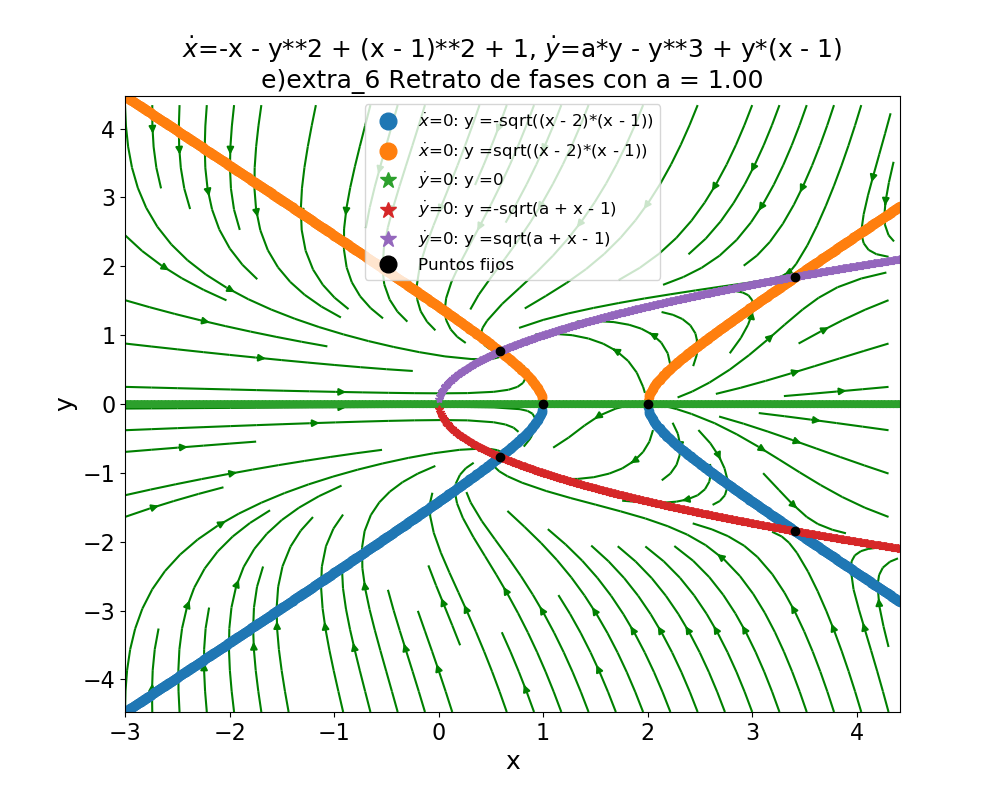 ẋ=-x - y**2 + (x - 1)**2 + 1, ẏ=a*y - y**3 + y*(x - 1)
e)extra_6 Retrato de fases con a = 1.00
ẋ=0: y =-sqrt((x - 2)*(x - 1))
ẋ=0: y =sqrt((x - 2)*(x - 1))
ẏ=0: y =0
ẏ=0: y =-sqrt(a + x - 1)
ẏ=0: y =sqrt(a + x - 1)
Puntos fijos
4
3
2
1
0
−1
−2
−3
−4
y
−3 −2 −1 0 1 2 3 4
x